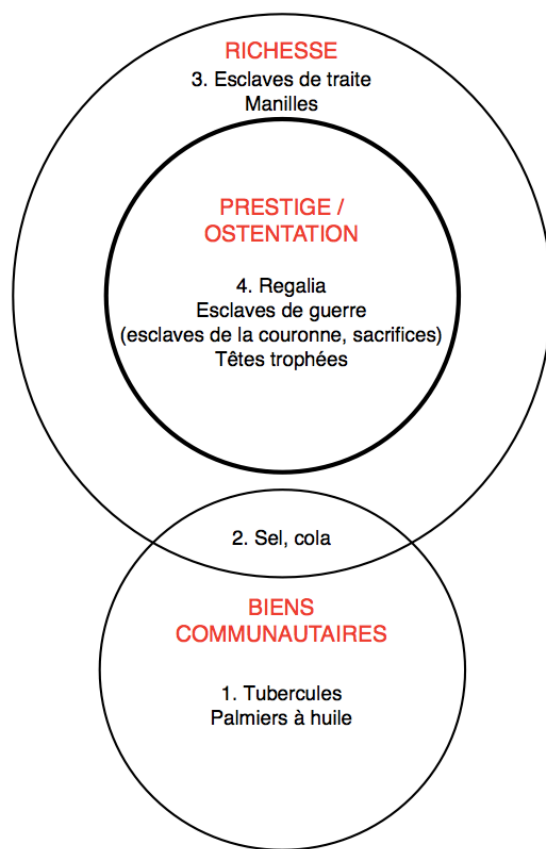 RICHESSE
3. Esclaves de traite
Manilles
PRESTIGE /
OSTENTATION
4. Regalia
Esclaves de guerre
(esclaves de la couronne, sacrifices)
Têtes trophées
2. Sel, cola
BIENS
COMMUNAUTAIRES
1. Tubercules
Palmiers à huile